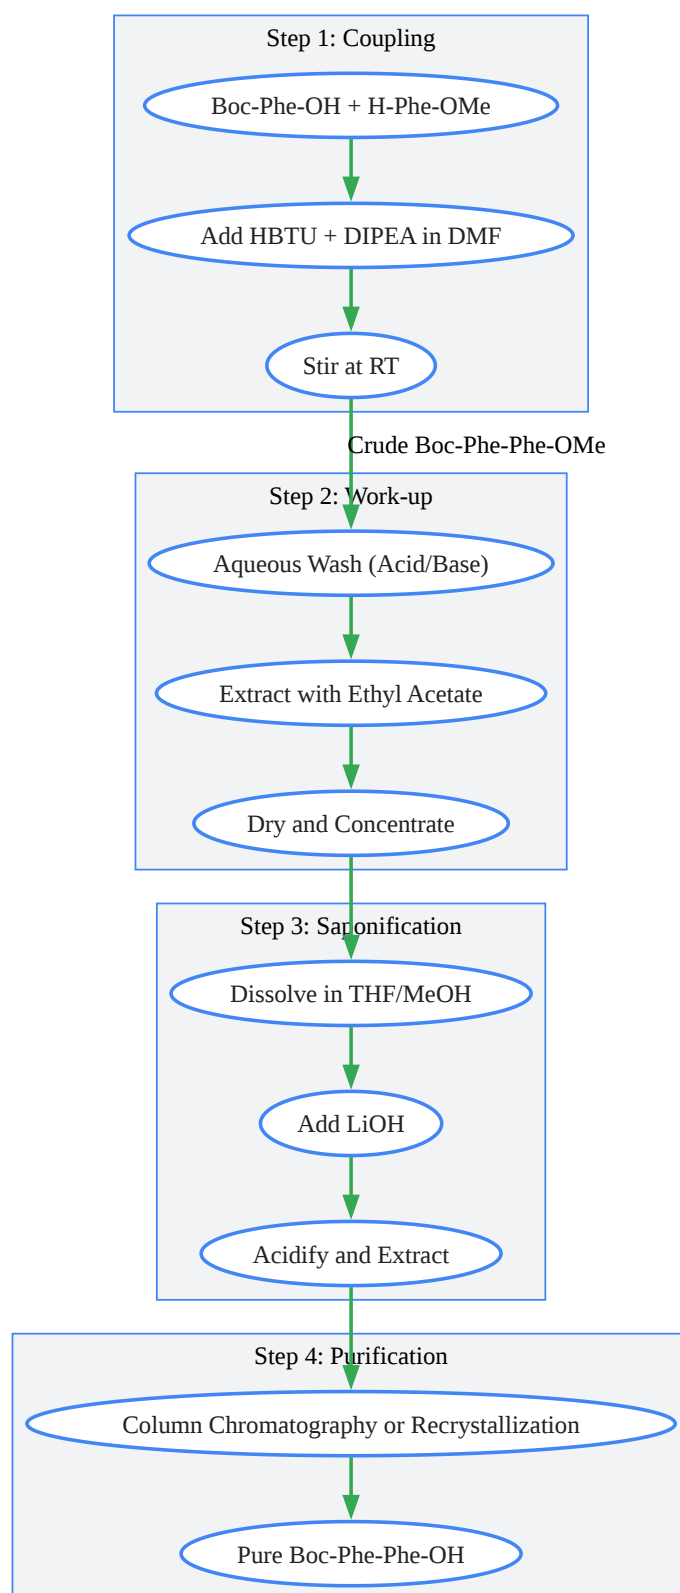 Step 1: Coupling
Boc-Phe-OH + H-Phe-OMe
Add HBTU + DIPEA in DMF
Stir at RT
Crude Boc-Phe-Phe-OMe
Step 2: Work-up
Aqueous Wash (Acid/Base)
Extract with Ethyl Acetate
Dry and Concentrate
Step 3: Saponification
Dissolve in THF/MeOH
Add LiOH
Acidify and Extract
Step 4: Purification
Column Chromatography or Recrystallization
Pure Boc-Phe-Phe-OH